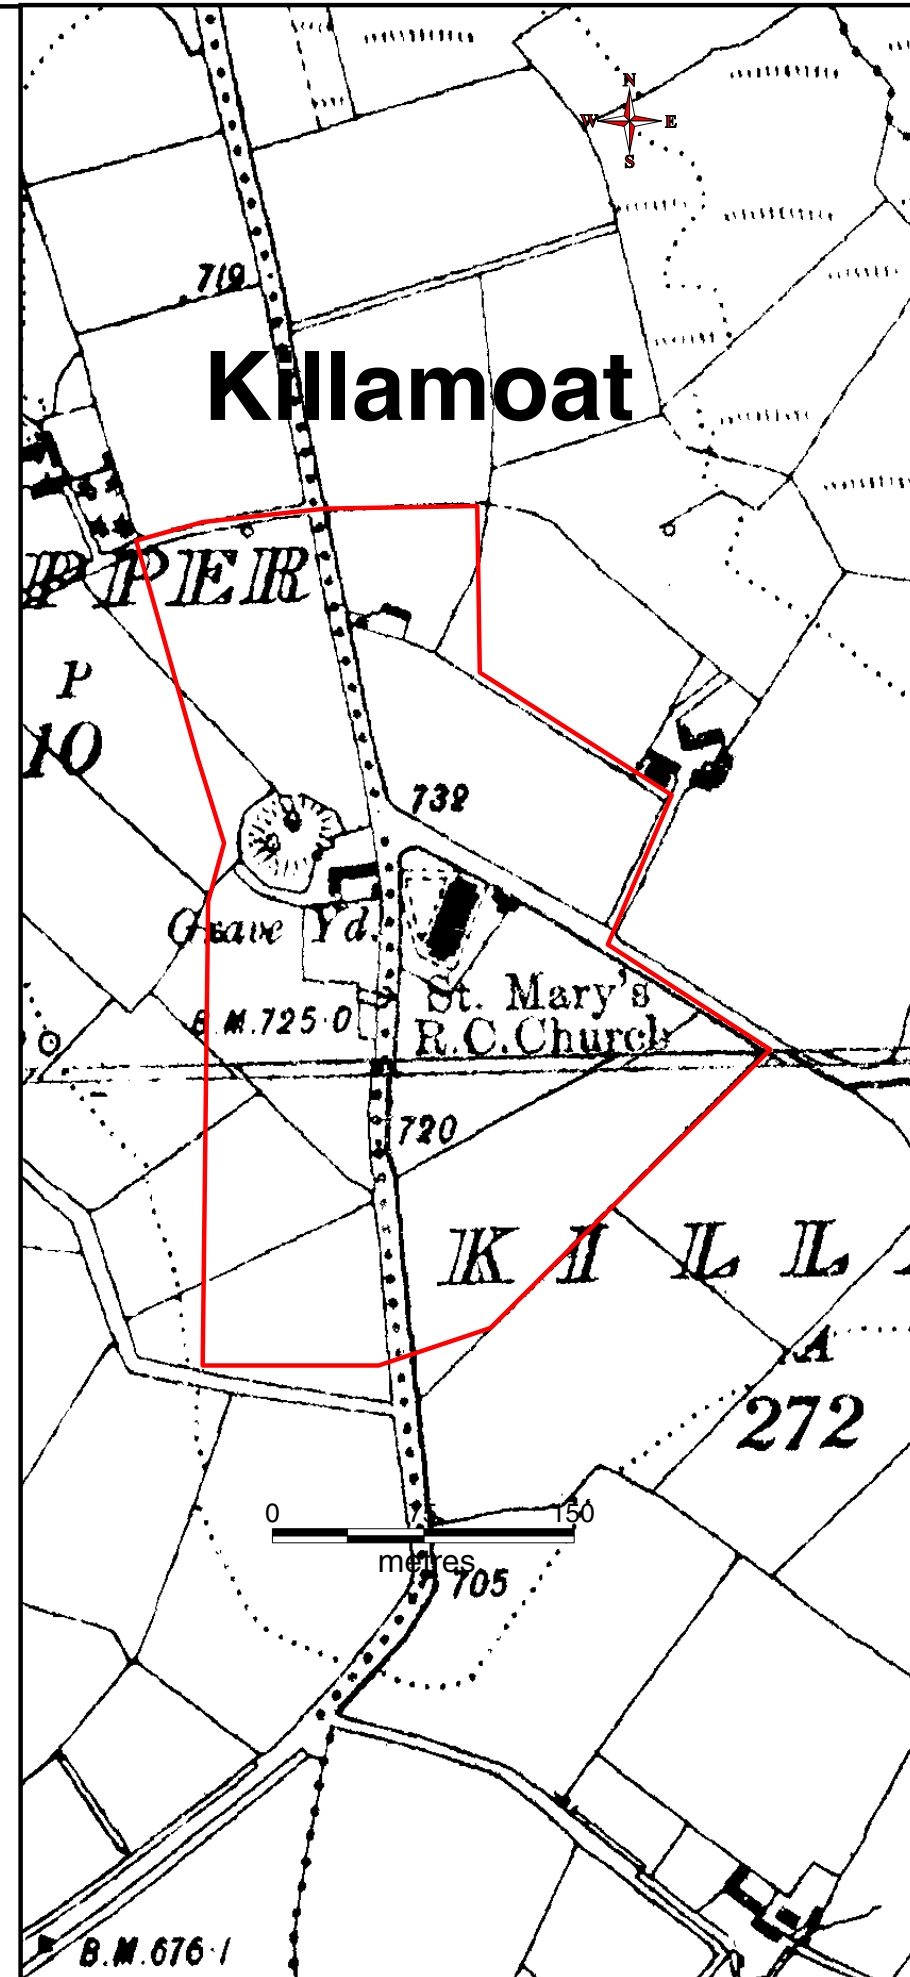 N
W E
S
719
Killamoat
PPER
P
10
732
Grave Yd.
St. Mary's
B.M.725·0
R.C.Church
720
KILL
A
272
0 75 150
metres
705
B.M.676·1